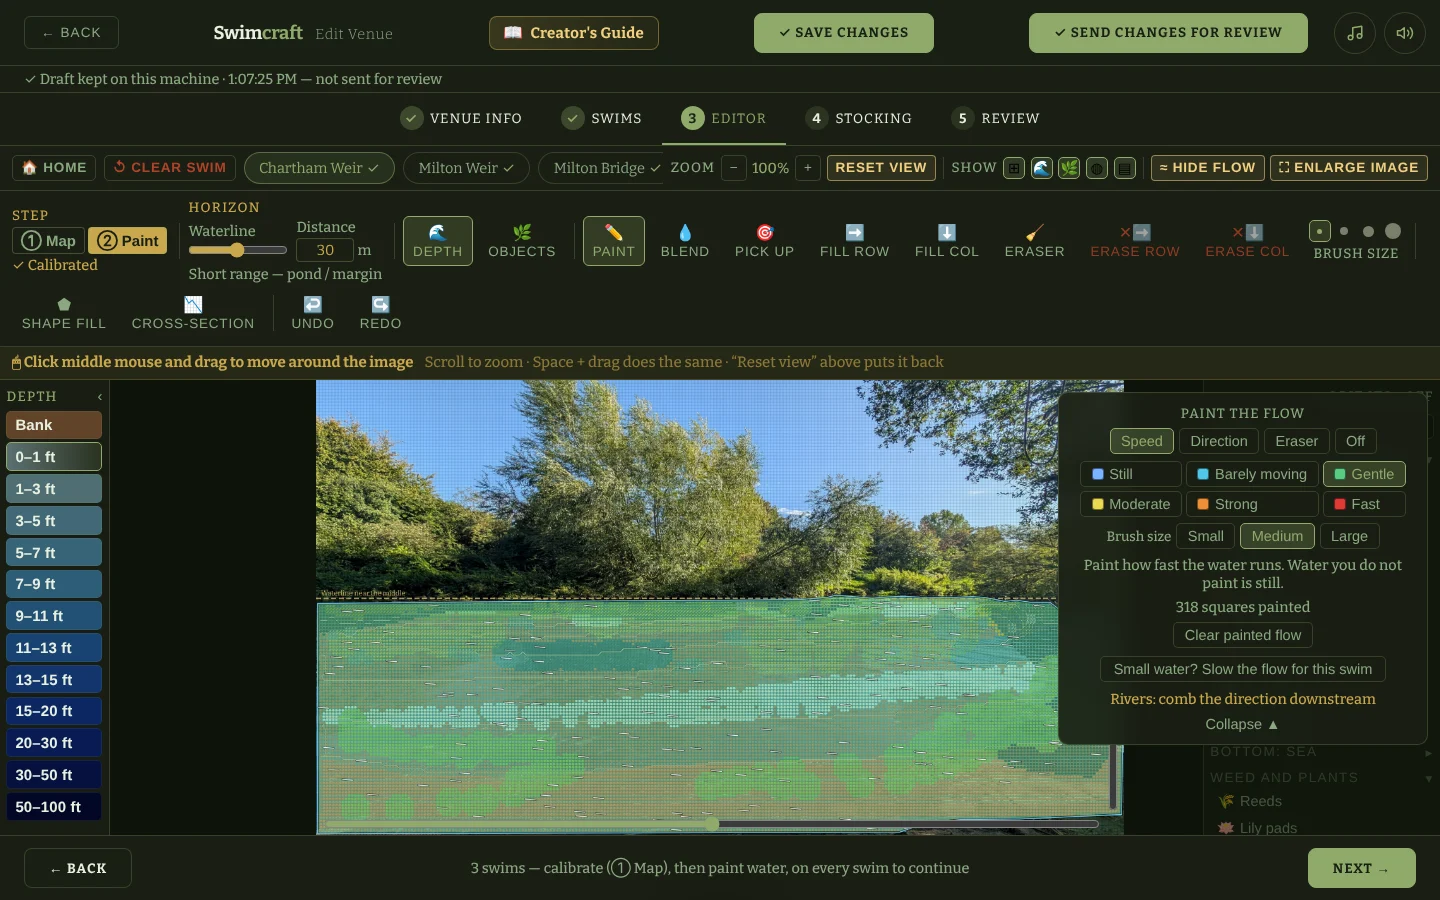 ← BACK
Swimcraft Edit Venue
📖 Creator's Guide
✓ SAVE CHANGES
✓ SEND CHANGES FOR REVIEW
✓ Draft kept on this machine · 1:07:25 PM — not sent for review
✓ VENUE INFO
✓ SWIMS
3 EDITOR
4 STOCKING
5 REVIEW
🏠 HOME
CLEAR SWIM
Chartham Weir ✓
Milton Weir ✓
Milton Bridge ✓
ZOOM − 100% +
RESET VIEW
SHOW
≈ HIDE FLOW
⛶ ENLARGE IMAGE
STEP
① Map ② Paint
✓ Calibrated
HORIZON
Waterline
Distance
30 m
Short range — pond / margin
DEPTH
OBJECTS
PAINT
BLEND
PICK UP
FILL ROW
FILL COL
ERASER
ERASE ROW
ERASE COL
BRUSH SIZE
SHAPE FILL
CROSS-SECTION
UNDO
REDO
Click middle mouse and drag to move around the image Scroll to zoom · Space + drag does the same · “Reset view” above puts it back
DEPTH ‹
Bank
0–1 ft
1–3 ft
3–5 ft
5–7 ft
7–9 ft
9–11 ft
11–13 ft
13–15 ft
15–20 ft
20–30 ft
30–50 ft
50–100 ft
Waterline near the middle
PAINT THE FLOW
Speed Direction Eraser Off
Still Barely moving Gentle
Moderate Strong Fast
Brush size Small Medium Large
Paint how fast the water runs. Water you do not
paint is still.
318 squares painted
Clear painted flow
Small water? Slow the flow for this swim
Rivers: comb the direction downstream
Collapse ▲
BOTTOM: SEA ▸
WEED AND PLANTS ▾
Reeds
Lily pads
← BACK
3 swims — calibrate (① Map), then paint water, on every swim to continue
NEXT →